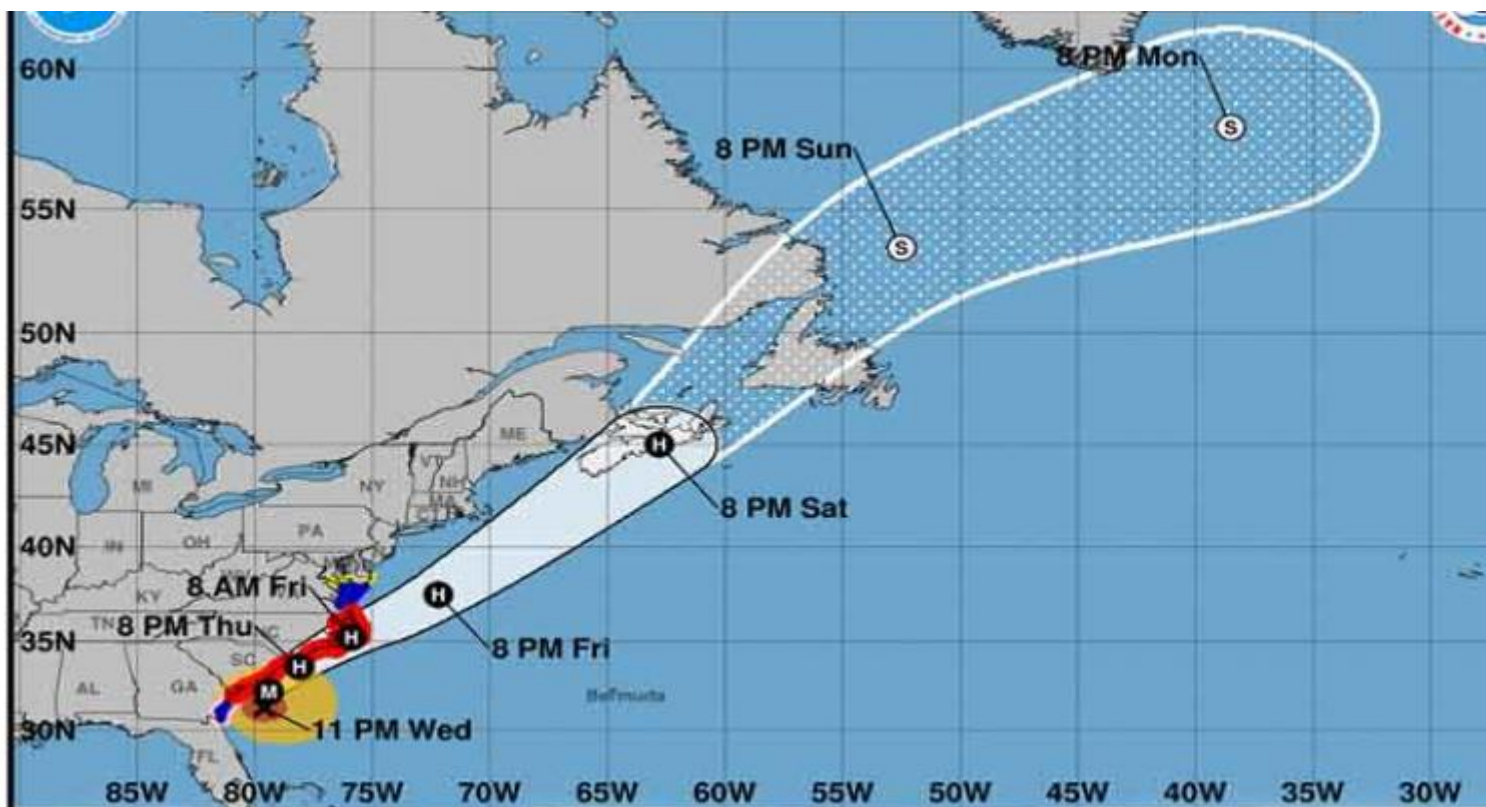 60N
8 PM Mon
8 PM Sun
55N
S
S
50N
45N
ME
H
VT
NH
MI
NY
MA
CT
8 PM Sat
PA
40N
IN
OH
8 AM Fri
KY
H
8 PM Thu
TN
H
8 PM Fri
35N
SC
H
AL
GA
M
Bermuda
30N
11 PM Wed
FL
85W 80W 75W 70W 65W 60W 55W 50W 45W 40W 35W 30W